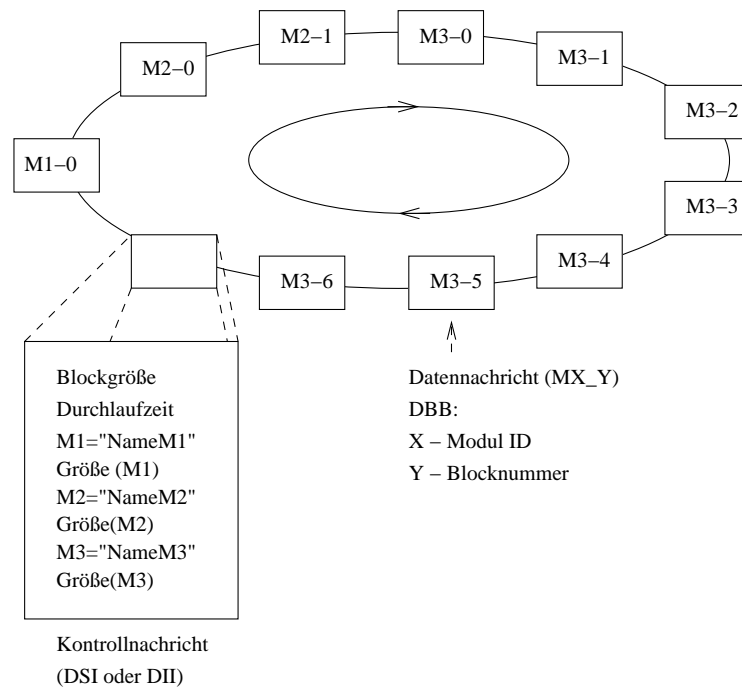 M2–1
M3–0
M2–0
M3–1
M3–2
M1–0
M3–3
M3–4
M3–6
M3–5
Blockgröße
Durchlaufzeit
M1="NameM1"
Größe (M1)
M2="NameM2"
Größe(M2)
M3="NameM3"
Größe(M3)
Kontrollnachricht
(DSI oder DII)
Datennachricht (MX_Y)
DBB:
X – Modul ID
Y – Blocknummer